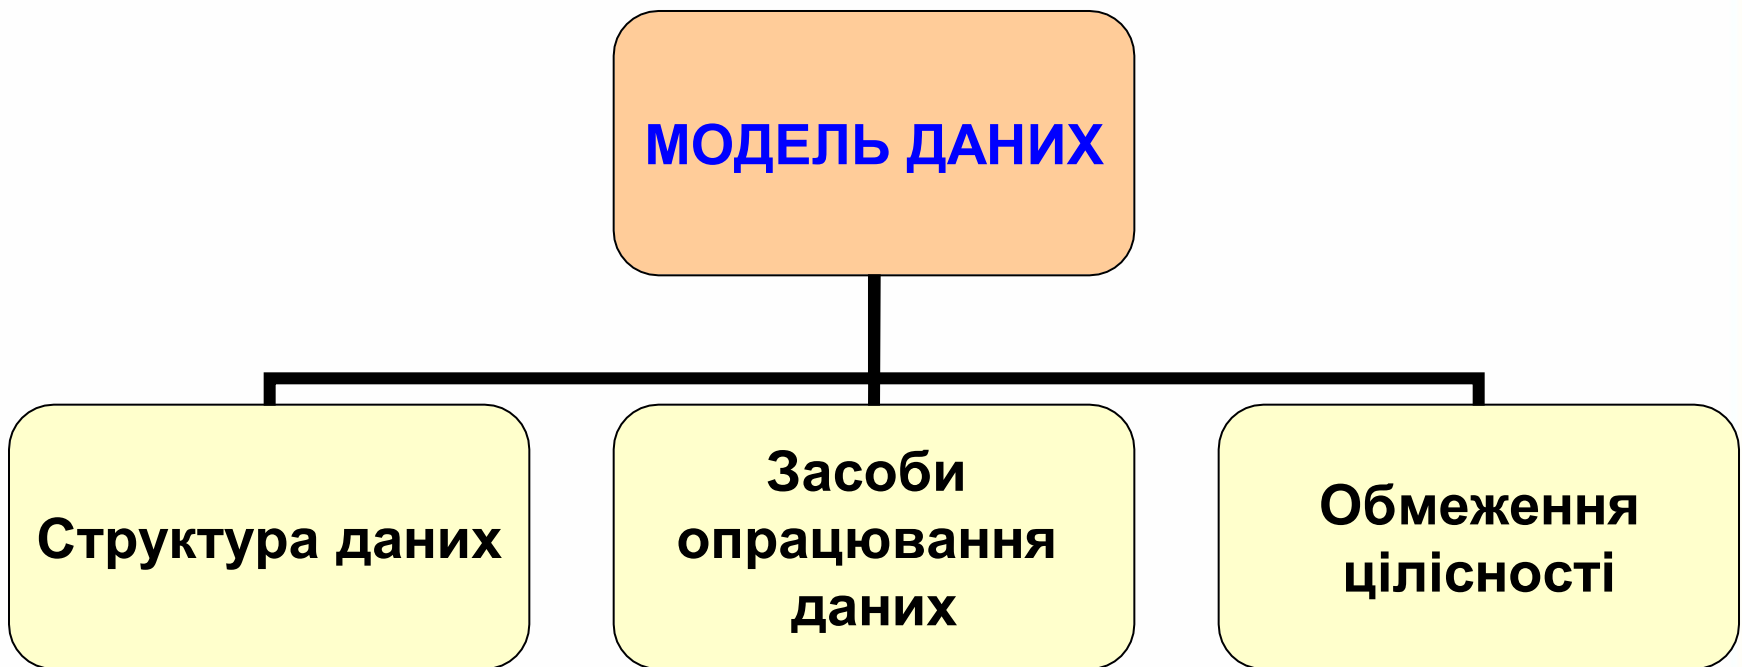 МОДЕЛЬ ДАНИХ
Структура даних
Засоби
опрацювання
даних
Обмеження
цілісності